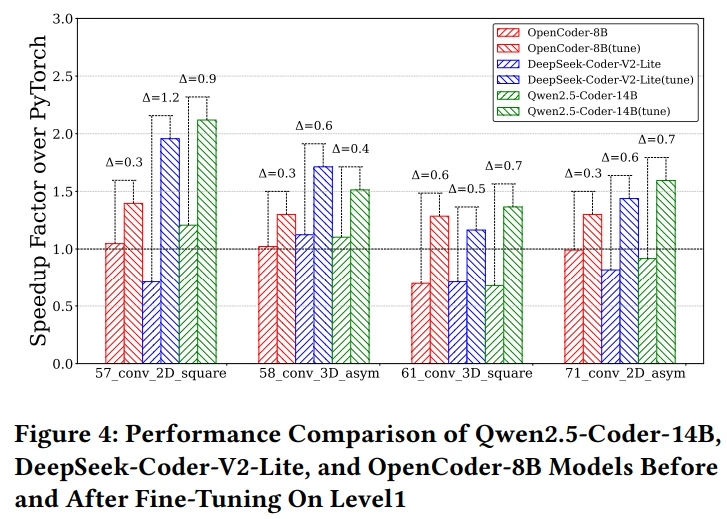 Speedup Factor over PyTorch
3.0
2.5
2.0
1.5
1.0
0.5
0.0
OpenCoder-8B
OpenCoder-8B(tune)
DeepSeek-Coder-V2-Lite
DeepSeek-Coder-V2-Lite(tune)
Qwen2.5-Coder-14B
Qwen2.5-Coder-14B(tune)
Δ=0.3
Δ=1.2
Δ=0.9
Δ=0.3
Δ=0.6
Δ=0.4
Δ=0.6
Δ=0.5
Δ=0.7
Δ=0.3
Δ=0.6
Δ=0.7
57_conv_2D_square
58_conv_3D_asym
61_conv_3D_square
71_conv_2D_asym
Figure 4: Performance Comparison of Qwen2.5-Coder-14B,
DeepSeek-Coder-V2-Lite, and OpenCoder-8B Models Before
and After Fine-Tuning On Level1